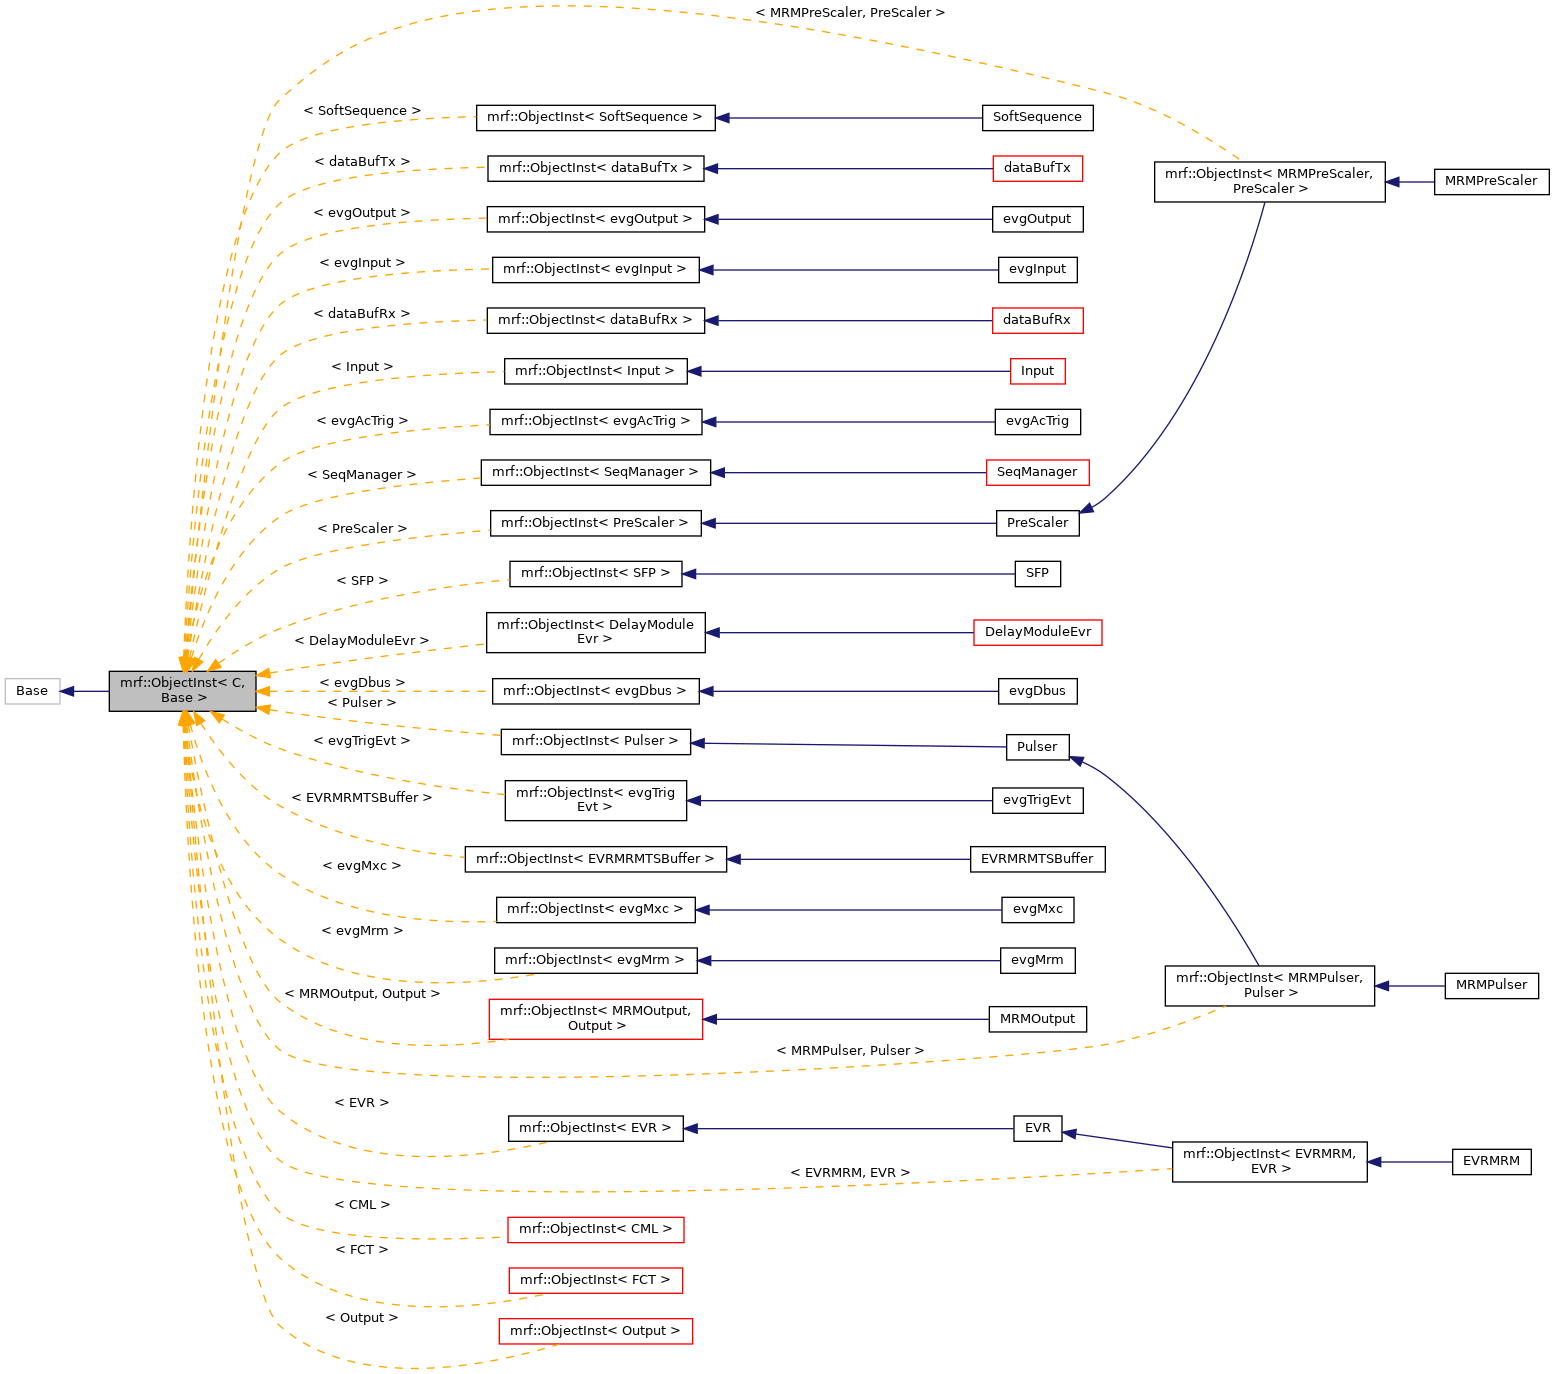 < MRMPreScaler, PreScaler >
< SoftSequence >
mrf::ObjectInst< SoftSequence >
SoftSequence
< dataBufTx >
mrf::ObjectInst< dataBufTx >
dataBufTx
mrf::ObjectInst< MRMPreScaler,
PreScaler >
MRMPreScaler
< evgOutput >
mrf::ObjectInst< evgOutput >
evgOutput
< evgInput >
mrf::ObjectInst< evgInput >
evgInput
< dataBufRx >
mrf::ObjectInst< dataBufRx >
dataBufRx
< Input >
mrf::ObjectInst< Input >
Input
< evgAcTrig >
mrf::ObjectInst< evgAcTrig >
evgAcTrig
< SeqManager >
mrf::ObjectInst< SeqManager >
SeqManager
< PreScaler >
mrf::ObjectInst< PreScaler >
PreScaler
< SFP >
mrf::ObjectInst< SFP >
SFP
< DelayModuleEvr >
mrf::ObjectInst< DelayModule
Evr >
DelayModuleEvr
Base
mrf::ObjectInst< C,
Base >
< evgDbus >
mrf::ObjectInst< evgDbus >
evgDbus
< Pulser >
mrf::ObjectInst< Pulser >
Pulser
< evgTrigEvt >
mrf::ObjectInst< evgTrig
Evt >
evgTrigEvt
< EVRMRMTSBuffer >
mrf::ObjectInst< EVRMRMTSBuffer >
EVRMRMTSBuffer
< evgMxc >
mrf::ObjectInst< evgMxc >
evgMxc
< evgMrm >
mrf::ObjectInst< evgMrm >
evgMrm
mrf::ObjectInst< MRMPulser,
Pulser >
MRMPulser
< MRMOutput, Output >
mrf::ObjectInst< MRMOutput,
Output >
MRMOutput
< MRMPulser, Pulser >
< EVR >
mrf::ObjectInst< EVR >
EVR
mrf::ObjectInst< EVRMRM,
EVR >
EVRMRM
< EVRMRM, EVR >
< CML >
mrf::ObjectInst< CML >
< FCT >
mrf::ObjectInst< FCT >
< Output >
mrf::ObjectInst< Output >